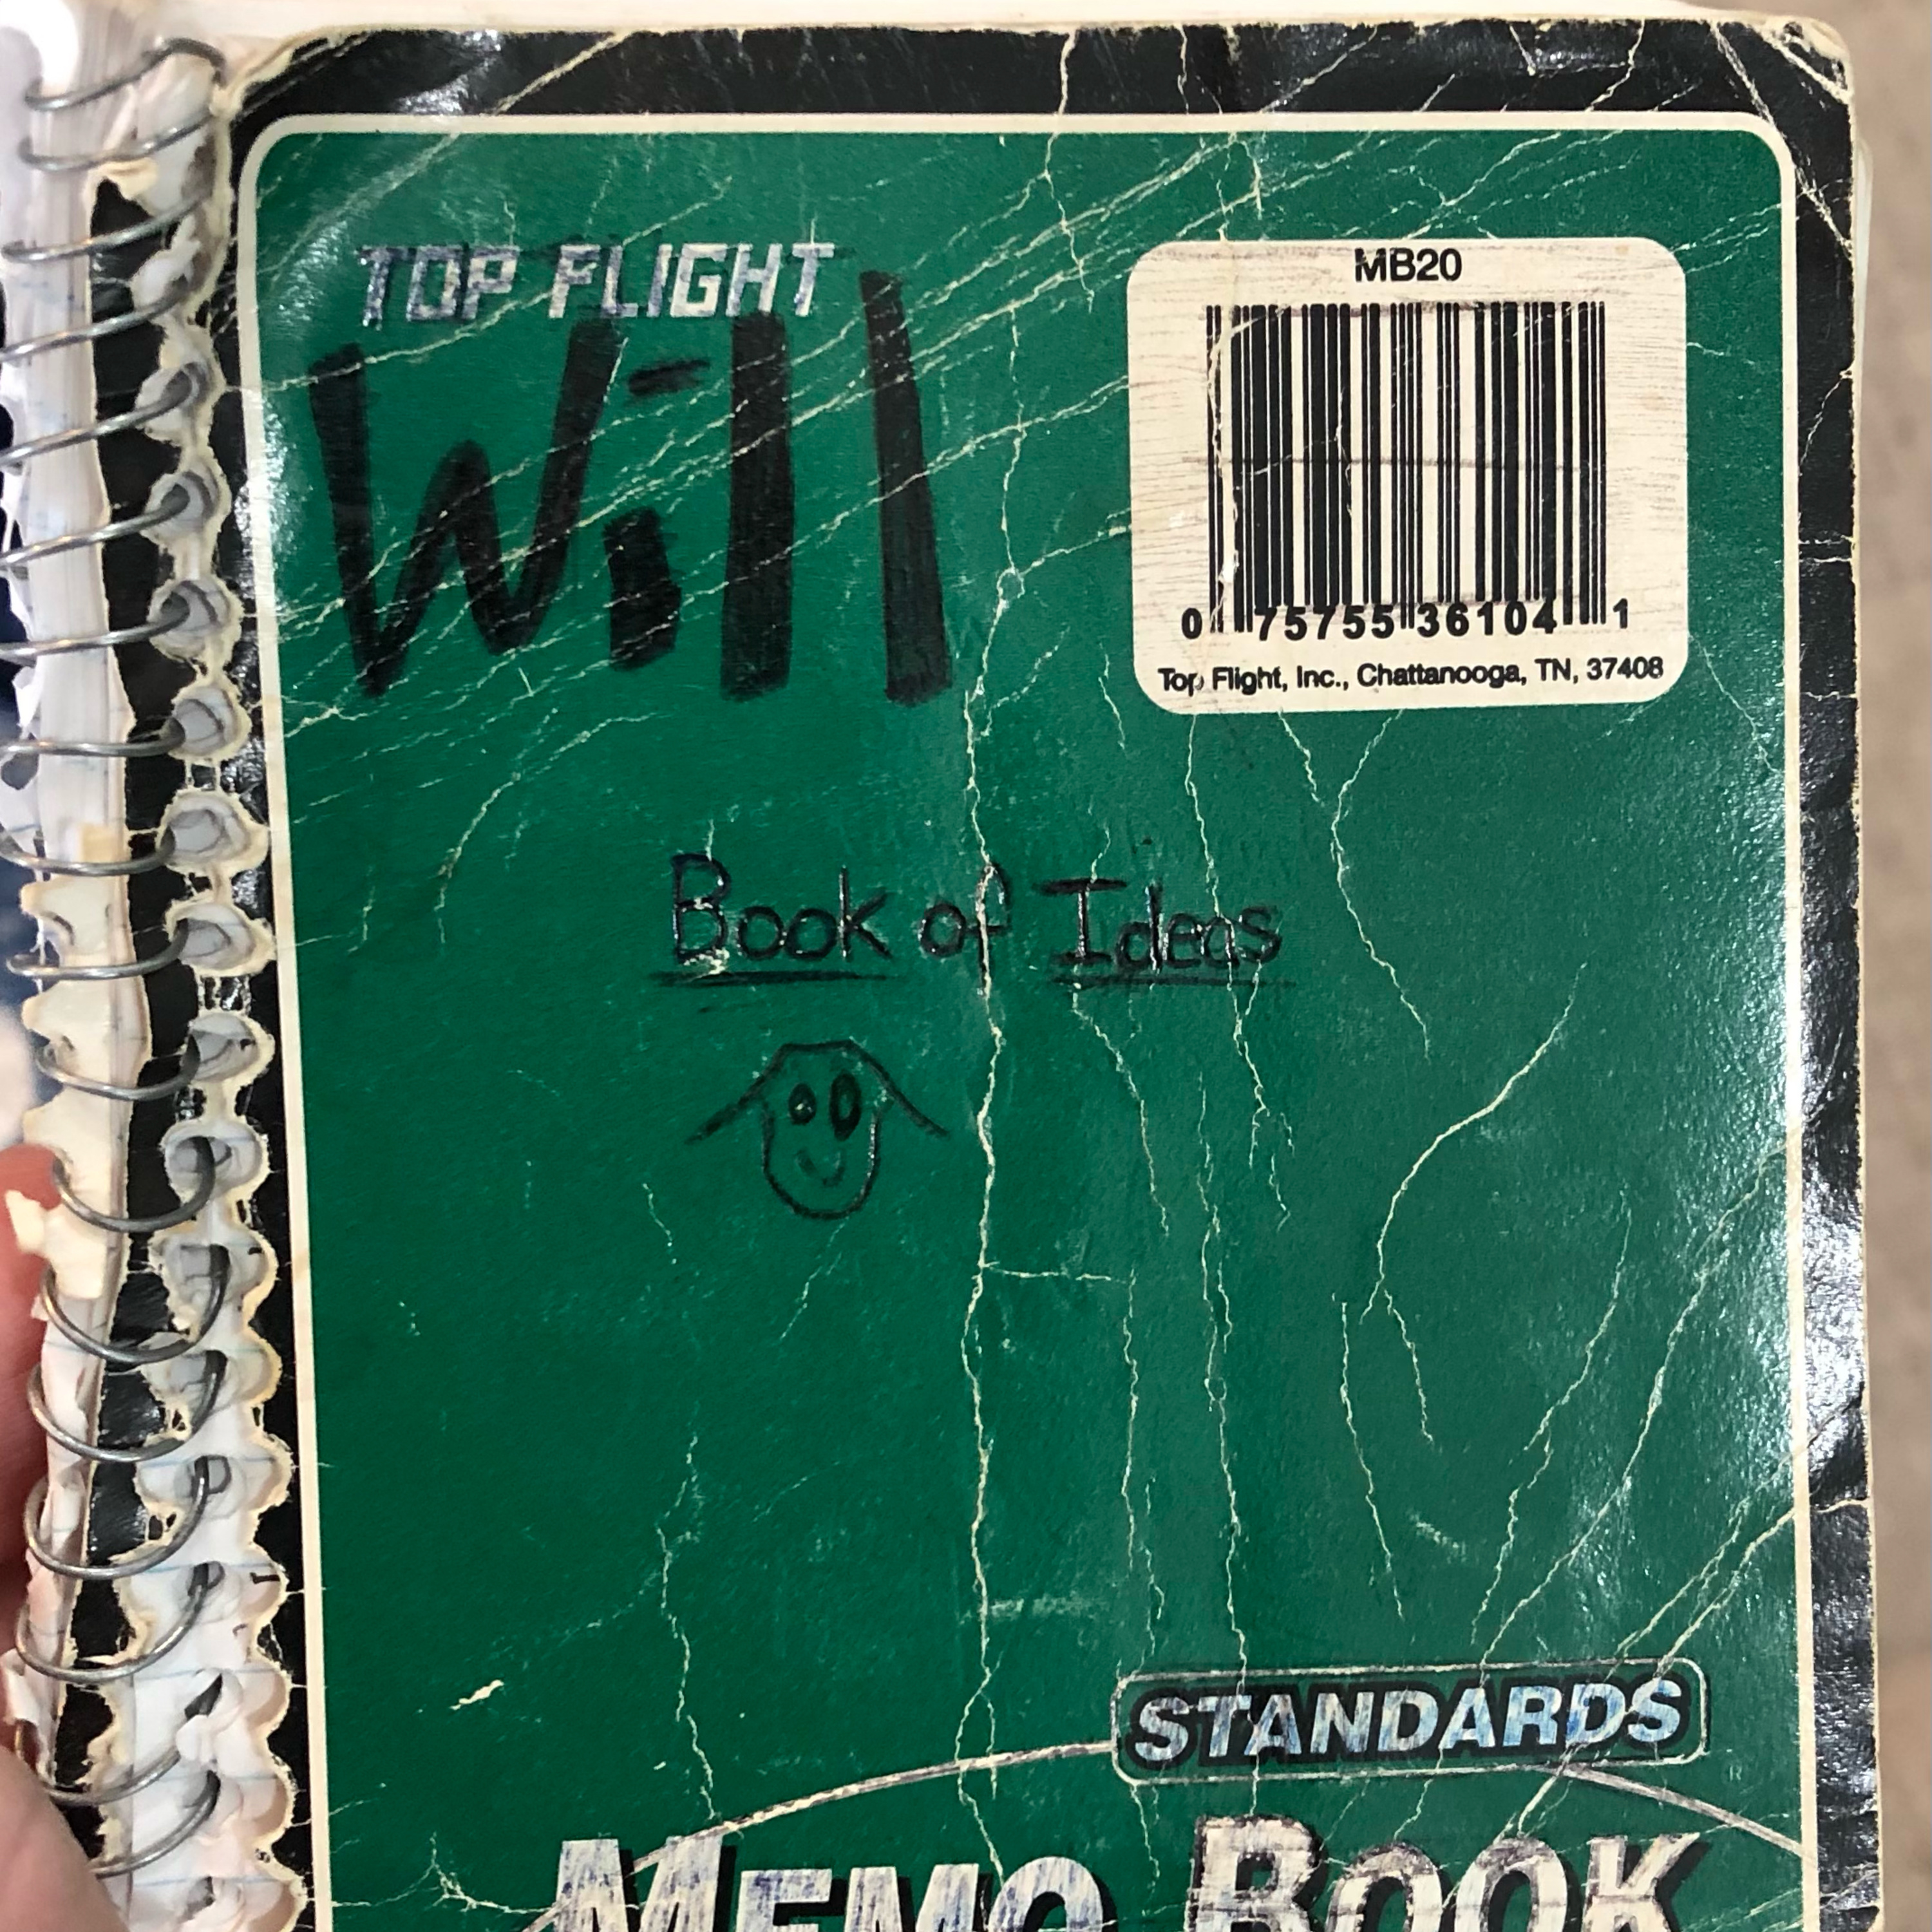 TOP FLIGHT
Will
MB20
0 75755 36104 1
Top Flight, Inc., Chattanooga, TN, 37408
Book of Ideas
STANDARDS
MEMO BOOK